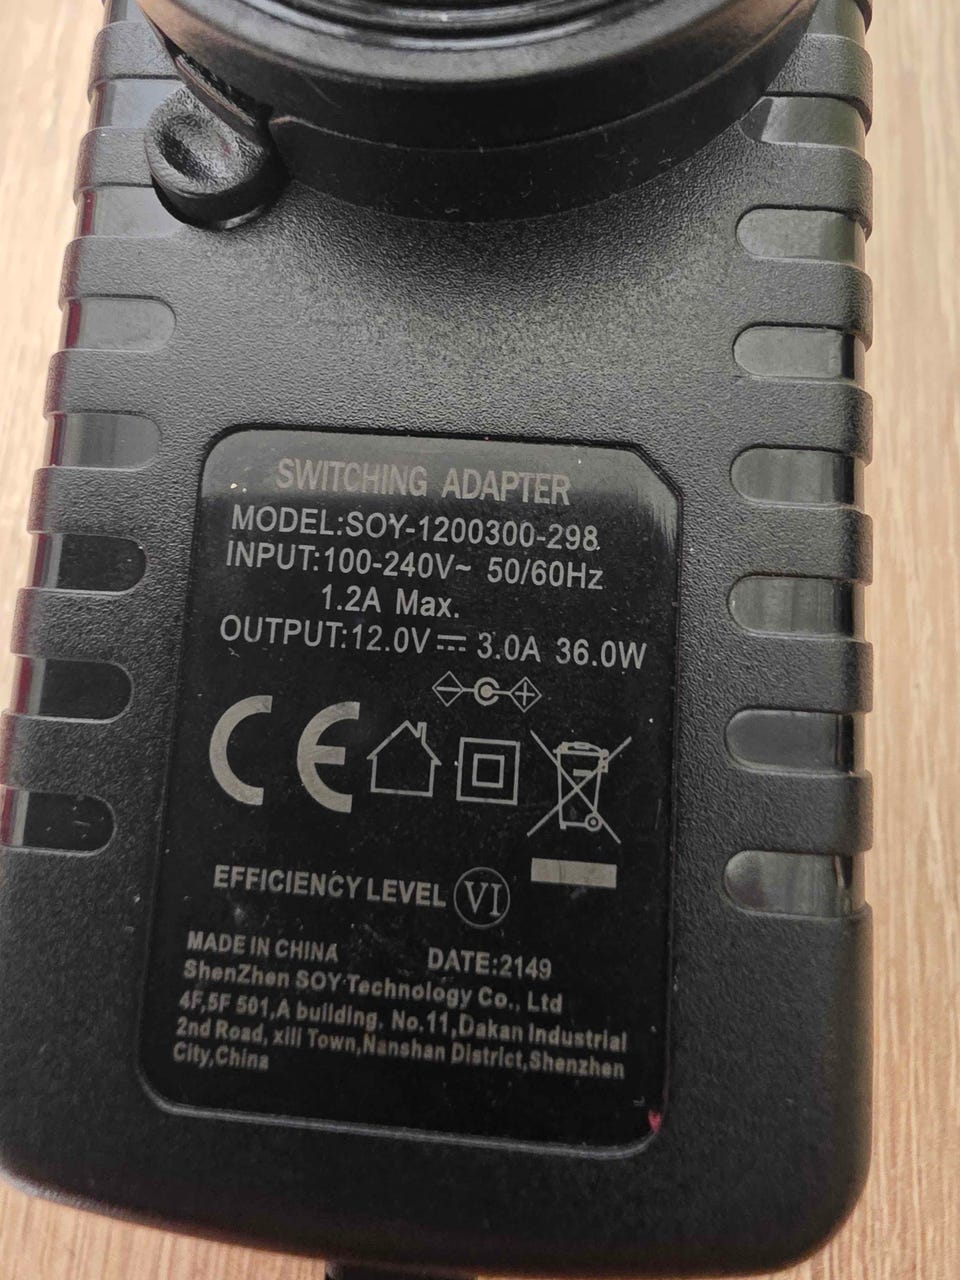 SWITCHING ADAPTER
MODEL:SOY-1200300-298
INPUT:100-240V~ 50/60Hz
1.2A Max.
OUTPUT:12.0V⎓ 3.0A 36.0W
CE
EFFICIENCY LEVEL VI
MADE IN CHINA DATE:2149
ShenZhen SOY Technology Co., Ltd
4F,5F 501,A building, No.11,Dakan Industrial
2nd Road, xili Town,Nanshan District,Shenzhen
City,China